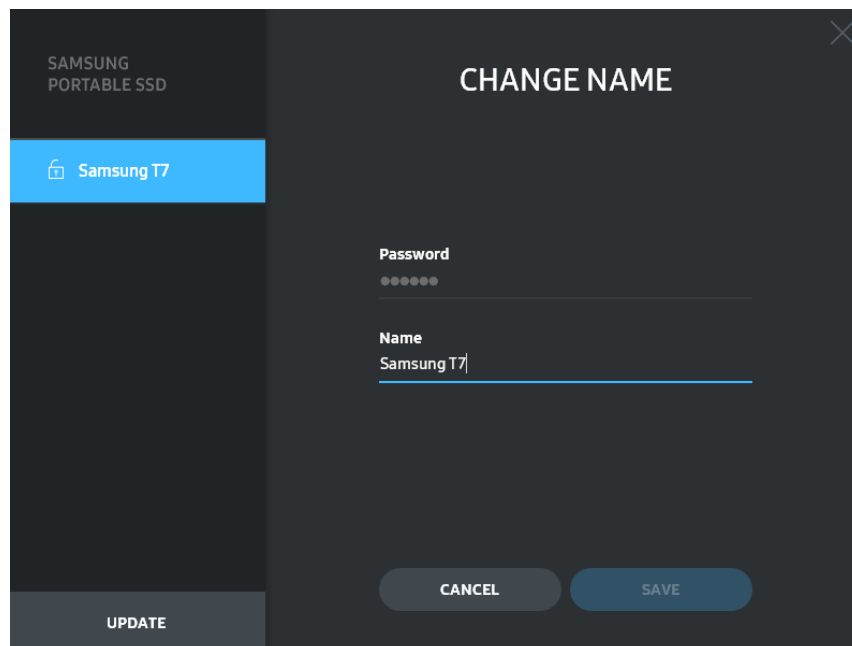 SAMSUNG
PORTABLE SSD
Samsung T7
UPDATE
CHANGE NAME
Password
●●●●●●
Name
Samsung T7
CANCEL
SAVE